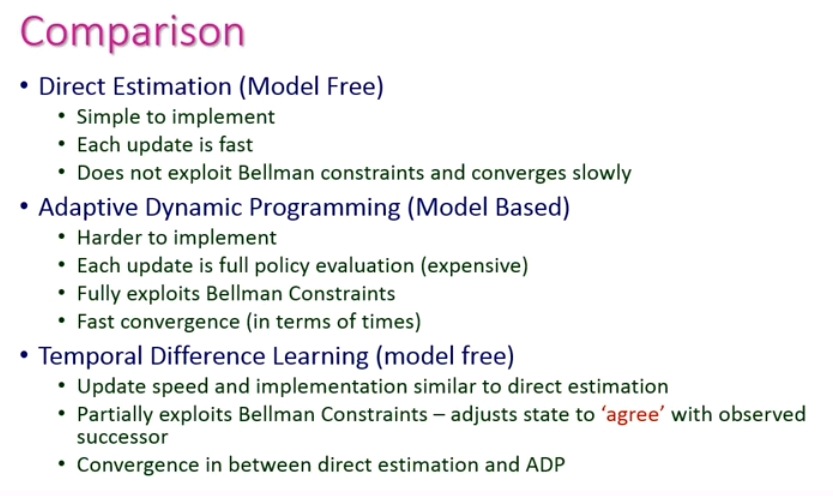 Comparison
• Direct Estimation (Model Free)
• Simple to implement
• Each update is fast
• Does not exploit Bellman constraints and converges slowly
• Adaptive Dynamic Programming (Model Based)
• Harder to implement
• Each update is full policy evaluation (expensive)
• Fully exploits Bellman Constraints
• Fast convergence (in terms of times)
• Temporal Difference Learning (model free)
• Update speed and implementation similar to direct estimation
• Partially exploits Bellman Constraints – adjusts state to ‘agree’ with observed
successor
• Convergence in between direct estimation and ADP